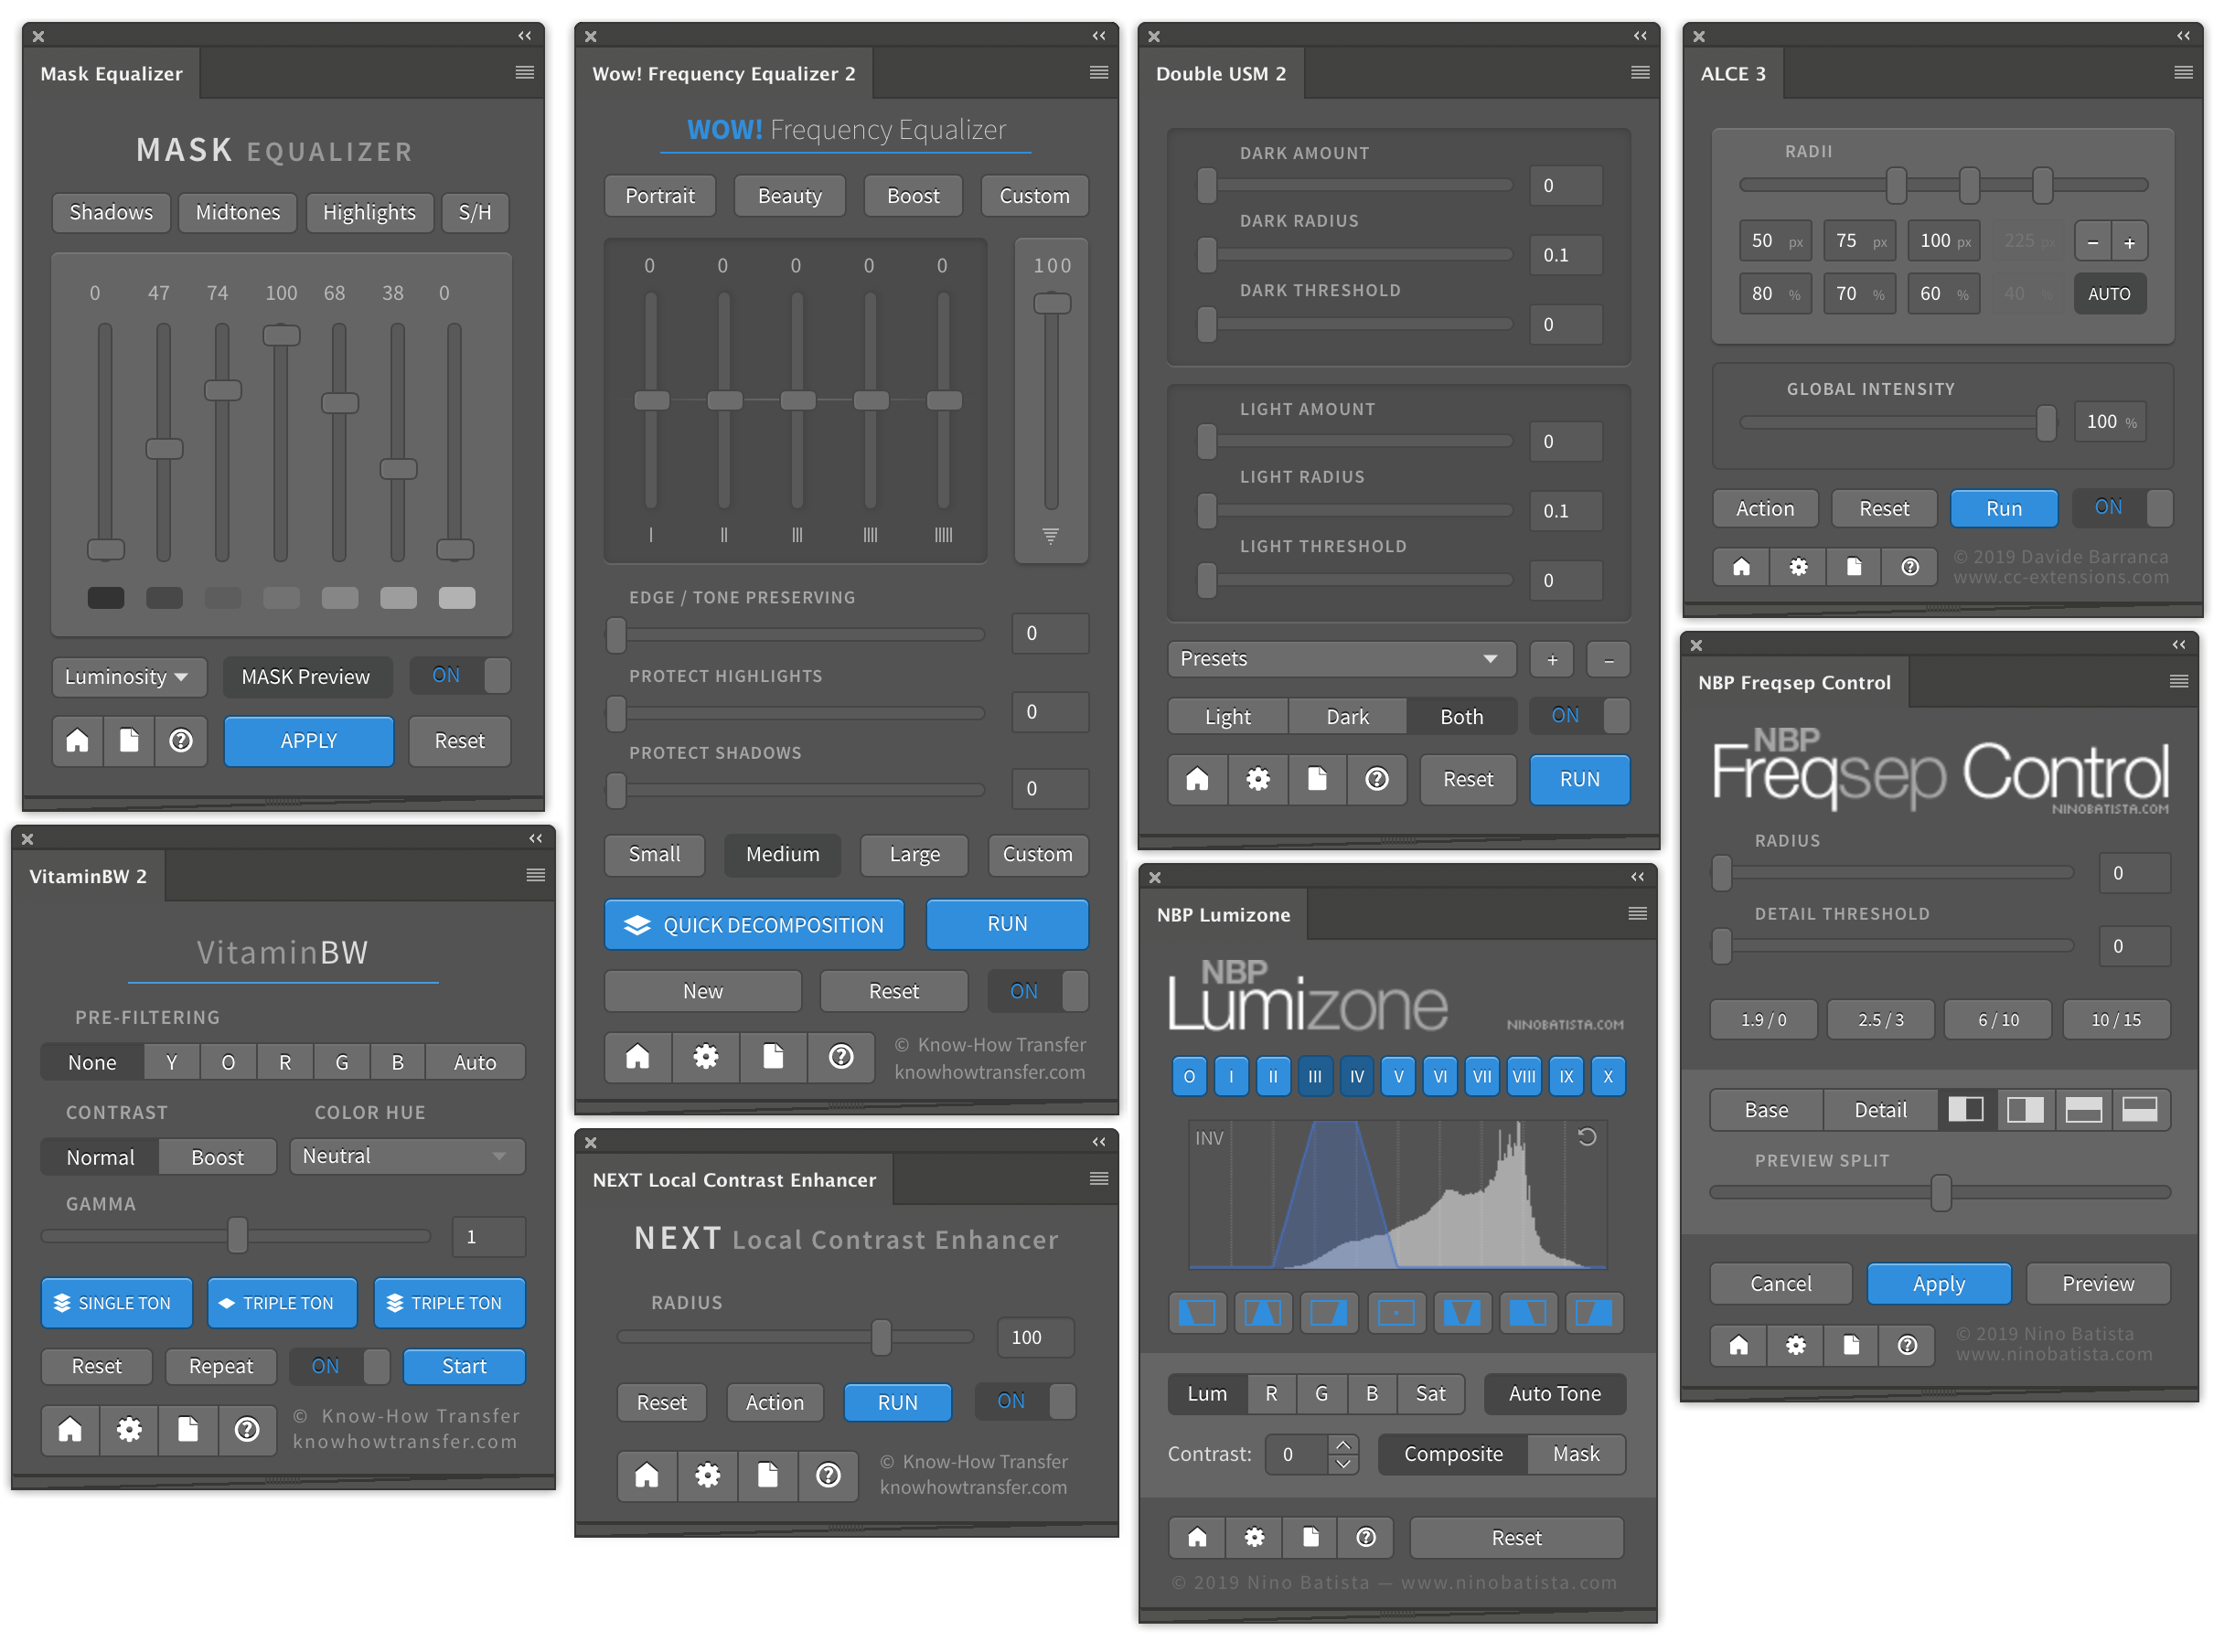 Mask Equalizer
MASK EQUALIZER
Shadows Midtones Highlights S/H
0 47 74 100 68 38 0
Luminosity MASK Preview ON
APPLY Reset
VitaminBW 2
VitaminBW
PRE-FILTERING
None Y O R G B Auto
CONTRAST COLOR HUE
Normal Boost Neutral
GAMMA
1
SINGLE TON TRIPLE TON TRIPLE TON
Reset Repeat ON Start
© Know-How Transfer
knowhowtransfer.com
Wow! Frequency Equalizer 2
WOW! Frequency Equalizer
Portrait Beauty Boost Custom
0 0 0 0 0 100
EDGE / TONE PRESERVING
0
PROTECT HIGHLIGHTS
0
PROTECT SHADOWS
0
Small Medium Large Custom
QUICK DECOMPOSITION RUN
New Reset ON
© Know-How Transfer
knowhowtransfer.com
NEXT Local Contrast Enhancer
NEXT Local Contrast Enhancer
RADIUS
100
Reset Action RUN ON
© Know-How Transfer
knowhowtransfer.com
Double USM 2
DARK AMOUNT
0
DARK RADIUS
0.1
DARK THRESHOLD
0
LIGHT AMOUNT
0
LIGHT RADIUS
0.1
LIGHT THRESHOLD
0
Presets + –
Light Dark Both ON
Reset RUN
NBP Lumizone
NBP
Lumizone NINOBATISTA.COM
O I II III IV V VI VII VIII IX X
INV
Lum R G B Sat Auto Tone
Contrast: 0 Composite Mask
Reset
© 2019 Nino Batista — www.ninobatista.com
ALCE 3
RADII
50 px 75 px 100 px 225 px – +
80 % 70 % 60 % 40 % AUTO
GLOBAL INTENSITY
100 %
Action Reset Run ON
© 2019 Davide Barranca
www.cc-extensions.com
NBP Freqsep Control
NBP
Freqsep Control
NINOBATISTA.COM
RADIUS
0
DETAIL THRESHOLD
0
1.9 / 0 2.5 / 3 6 / 10 10 / 15
Base Detail
PREVIEW SPLIT
Cancel Apply Preview
© 2019 Nino Batista
www.ninobatista.com